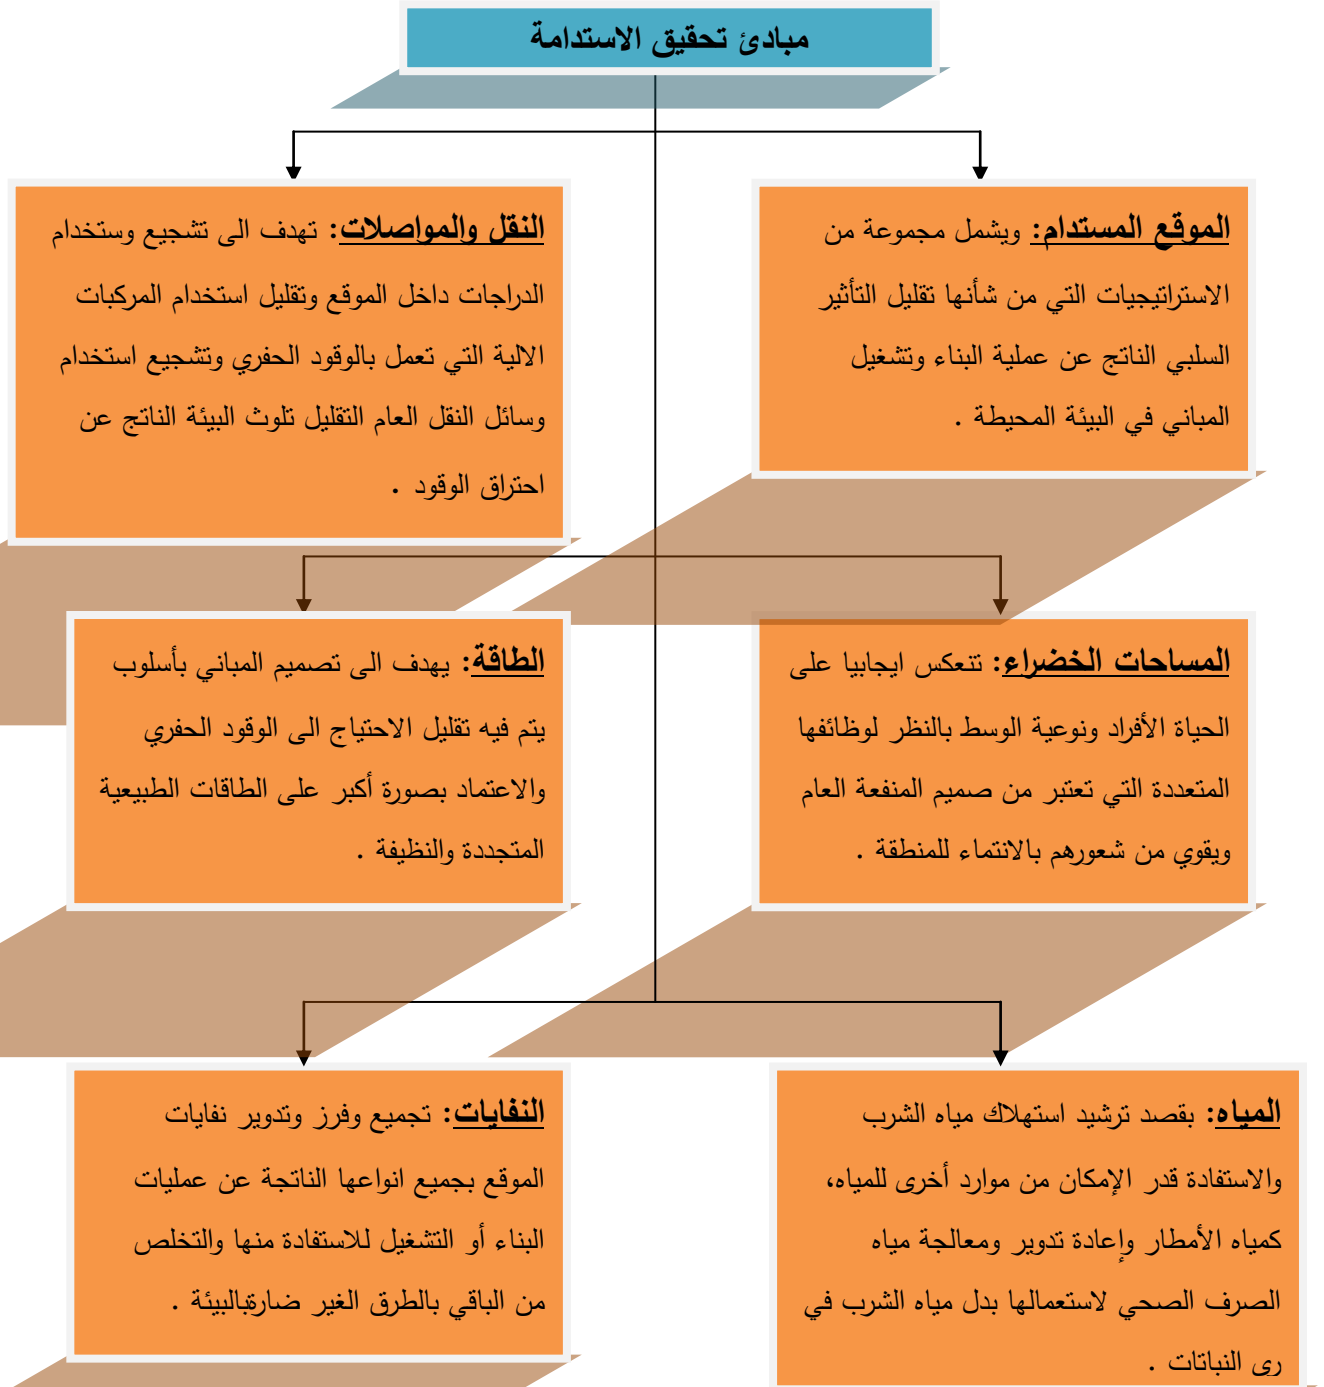 مبادئ تحقيق الاستدامة
الموقع المستدام: ويشمل مجموعة من
الاستراتيجيات التي من شأنها تقليل التأثير
السلبي الناتج عن عملية البناء وتشغيل
المباني في البيئة المحيطة .
النقل والمواصلات: تهدف الى تشجيع وستخدام
الدراجات داخل الموقع وتقليل استخدام المركبات
الالية التي تعمل بالوقود الحفري وتشجيع استخدام
وسائل النقل العام التقليل تلوث البيئة الناتج عن
احتراق الوقود .
المساحات الخضراء: تنعكس ايجابيا على
الحياة الأفراد ونوعية الوسط بالنظر لوظائفها
المتعددة التي تعتبر من صميم المنفعة العام
ويقوي من شعورهم بالانتماء للمنطقة .
الطاقة: يهدف الى تصميم المباني بأسلوب
يتم فيه تقليل الاحتياج الى الوقود الحفري
والاعتماد بصورة أكبر على الطاقات الطبيعية
المتجددة والنظيفة .
المياه: بقصد ترشيد استهلاك مياه الشرب
والاستفادة قدر الإمكان من موارد أخرى للمياه،
كمياه الأمطار وإعادة تدوير ومعالجة مياه
الصرف الصحي لاستعمالها بدل مياه الشرب في
رى النباتات .
النفايات: تجميع وفرز وتدوير نفايات
الموقع بجميع انواعها الناتجة عن عمليات
البناء أو التشغيل للاستفادة منها والتخلص
من الباقي بالطرق الغير ضارةبالبيئة .